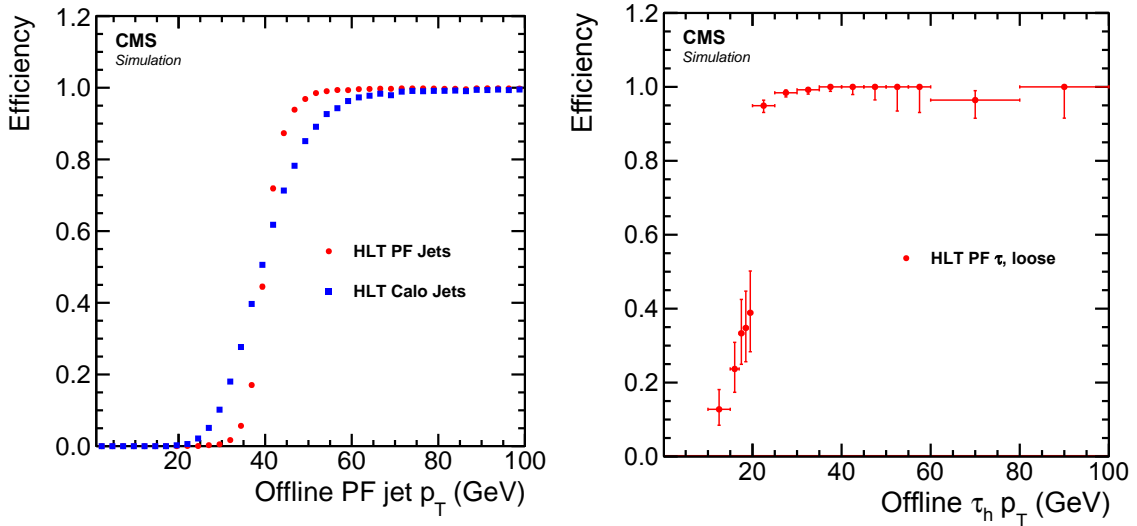 CMS
Simulation
Efficiency
1.2
1.0
0.8
0.6
0.4
0.2
0.0
HLT PF Jets
HLT Calo Jets
20 40 60 80 100
Offline PF jet p_T (GeV)
CMS
Simulation
Efficiency
1.2
1.0
0.8
0.6
0.4
0.2
0.0
HLT PF τ, loose
0 20 40 60 80 100
Offline τ_h p_T (GeV)